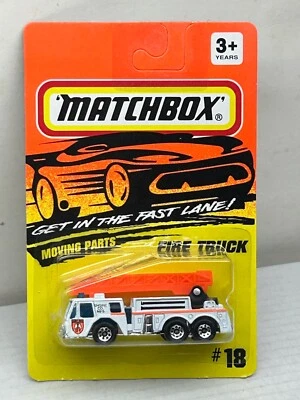 3+
YEARS
"MATCHBOX"®
GET IN THE FAST LANE!
MOVING PARTS
FIRE TRUCK
#18